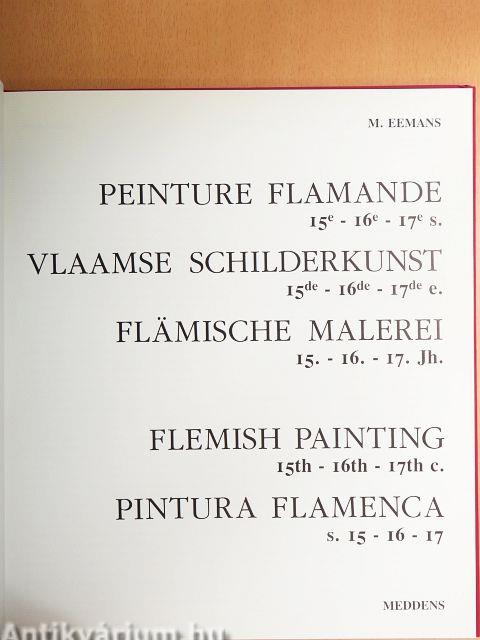 M. EEMANS
PEINTURE FLAMANDE
15e - 16e - 17e s.
VLAAMSE SCHILDERKUNST
15de - 16de - 17de e.
FLÄMISCHE MALEREI
15. - 16. - 17. Jh.
FLEMISH PAINTING
15th - 16th - 17th c.
PINTURA FLAMENCA
s. 15 - 16 - 17
MEDDENS
Antikvárium.hu